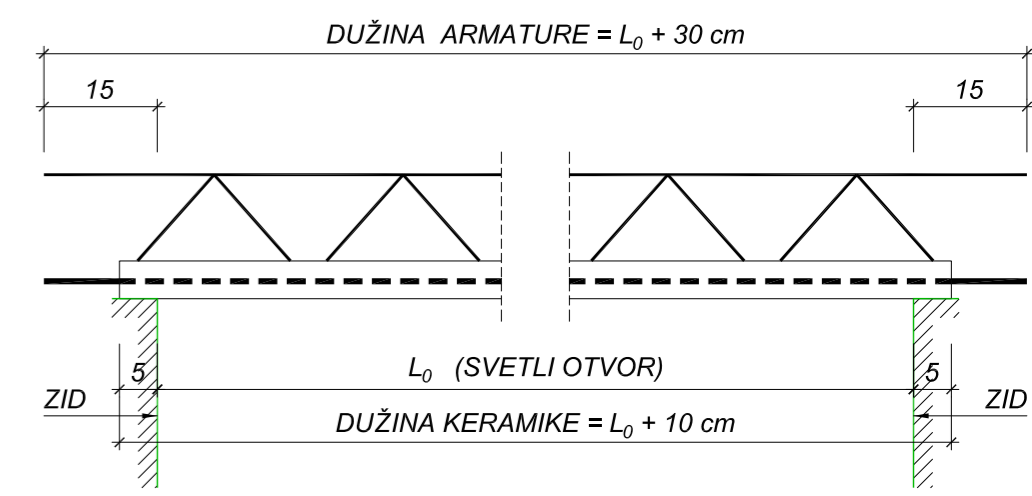 DUŽINA ARMATURE = L₀ + 30 cm
15 15
5 L₀ (SVETLI OTVOR) 5
ZID ZID
DUŽINA KERAMIKE = L₀ + 10 cm